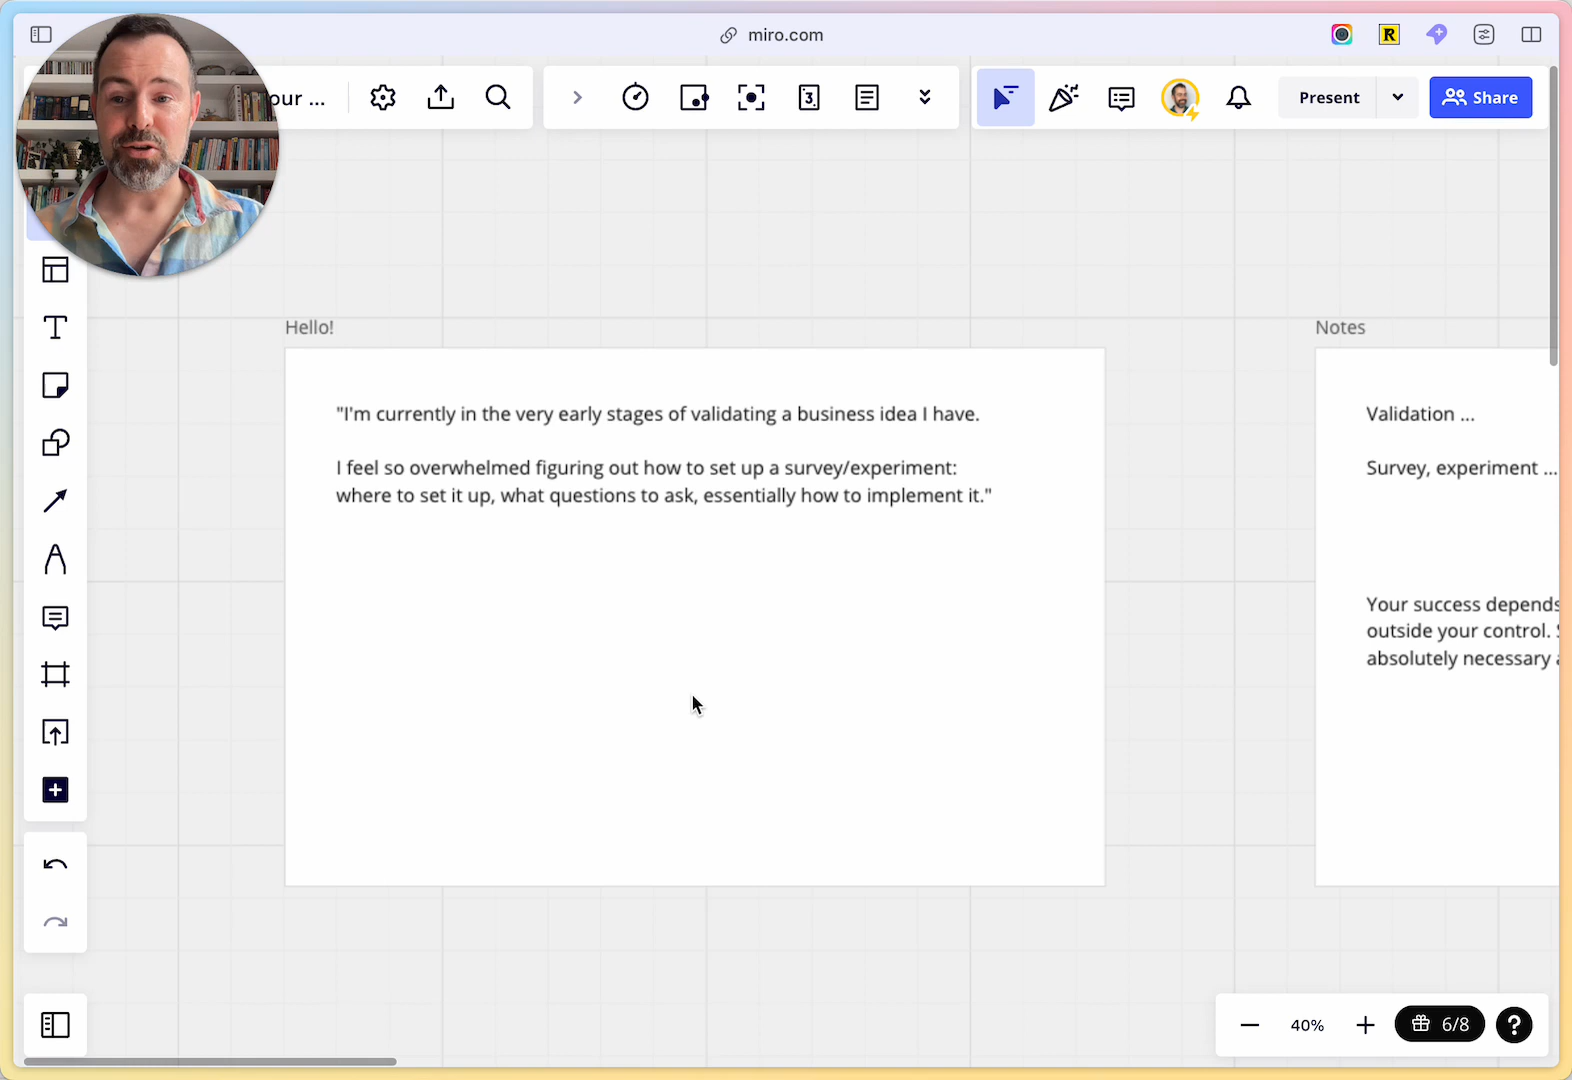 miro.com
our ...
3
Present
Share
R
Hello!
"I'm currently in the very early stages of validating a business idea I have.
I feel so overwhelmed figuring out how to set up a survey/experiment:
where to set it up, what questions to ask, essentially how to implement it."
Notes
Validation ...
Survey, experiment ...
Your success depends
outside your control.
absolutely necessary
40%
6/8
?